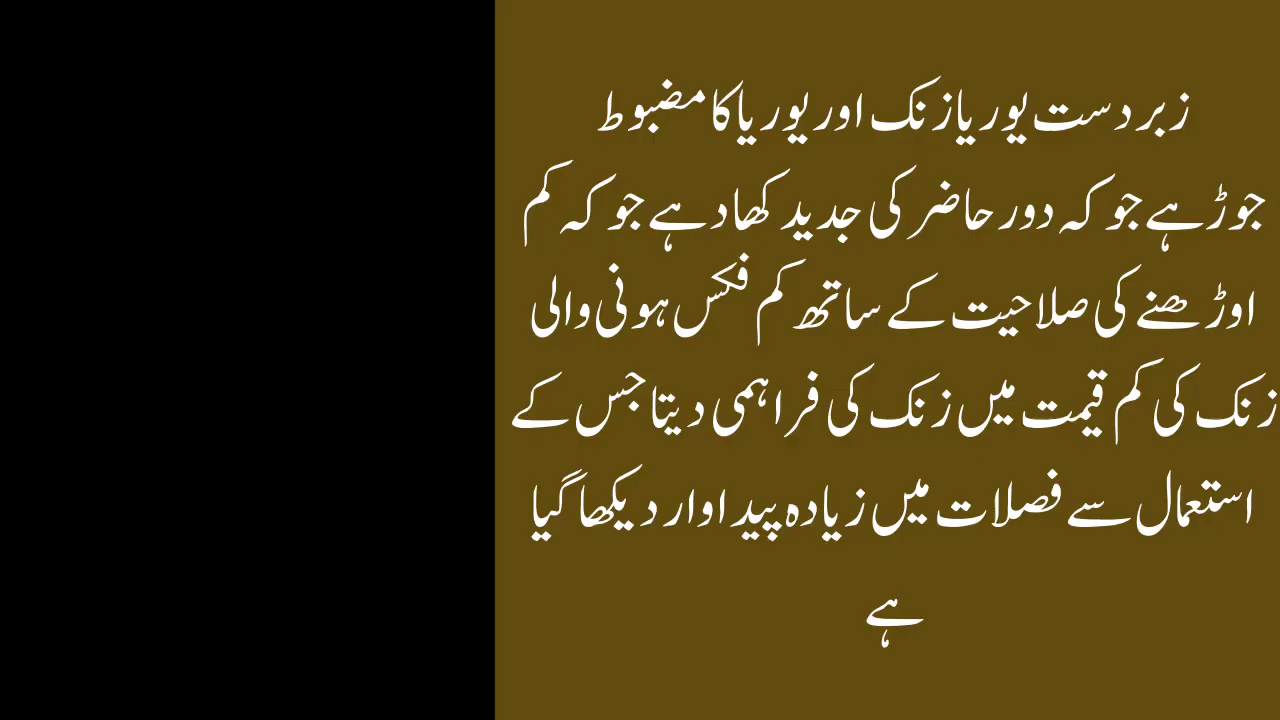 زبردست یوریا زنک اور یوریا کا مضبوط
جوڑ ہے جو کہ دور حاضر کی جدید کھاد ہے جو کہ کم
اوڑھنے کی صلاحیت کے ساتھ کم فکس ہونی والی
زنک کی کم قیمت میں زنک کی فراہمی دیتا جس کے
استعمال سے فصلات میں زیادہ پیداوار دیکھا گیا
ہے